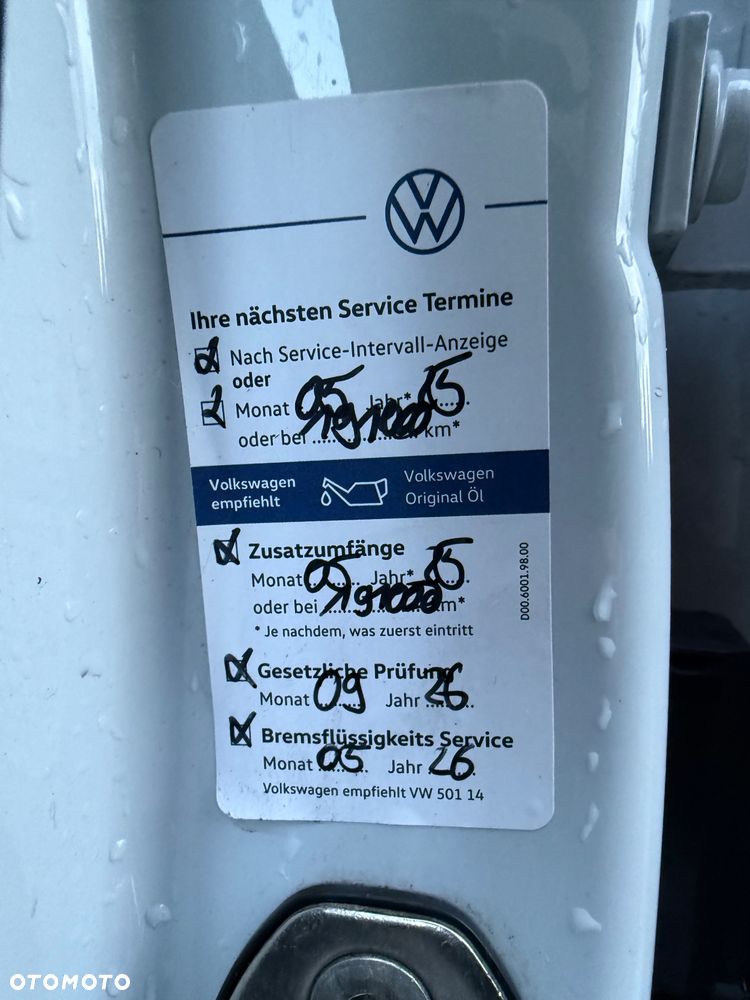 Ihre nächsten Service Termine
Nach Service-Intervall-Anzeige
oder
Monat 05 Jahr*
oder bei 191000 km*
Volkswagen empfiehlt
Volkswagen Original Öl
Zusatzumfänge
Monat 05 Jahr*
oder bei 191000 km*
* Je nachdem, was zuerst eintritt
Gesetzliche Prüfung
Monat 09 Jahr 26
Bremsflüssigkeits Service
Monat 05 Jahr 26
Volkswagen empfiehlt VW 501 14
D00.6001.98.00
OTOMOTO